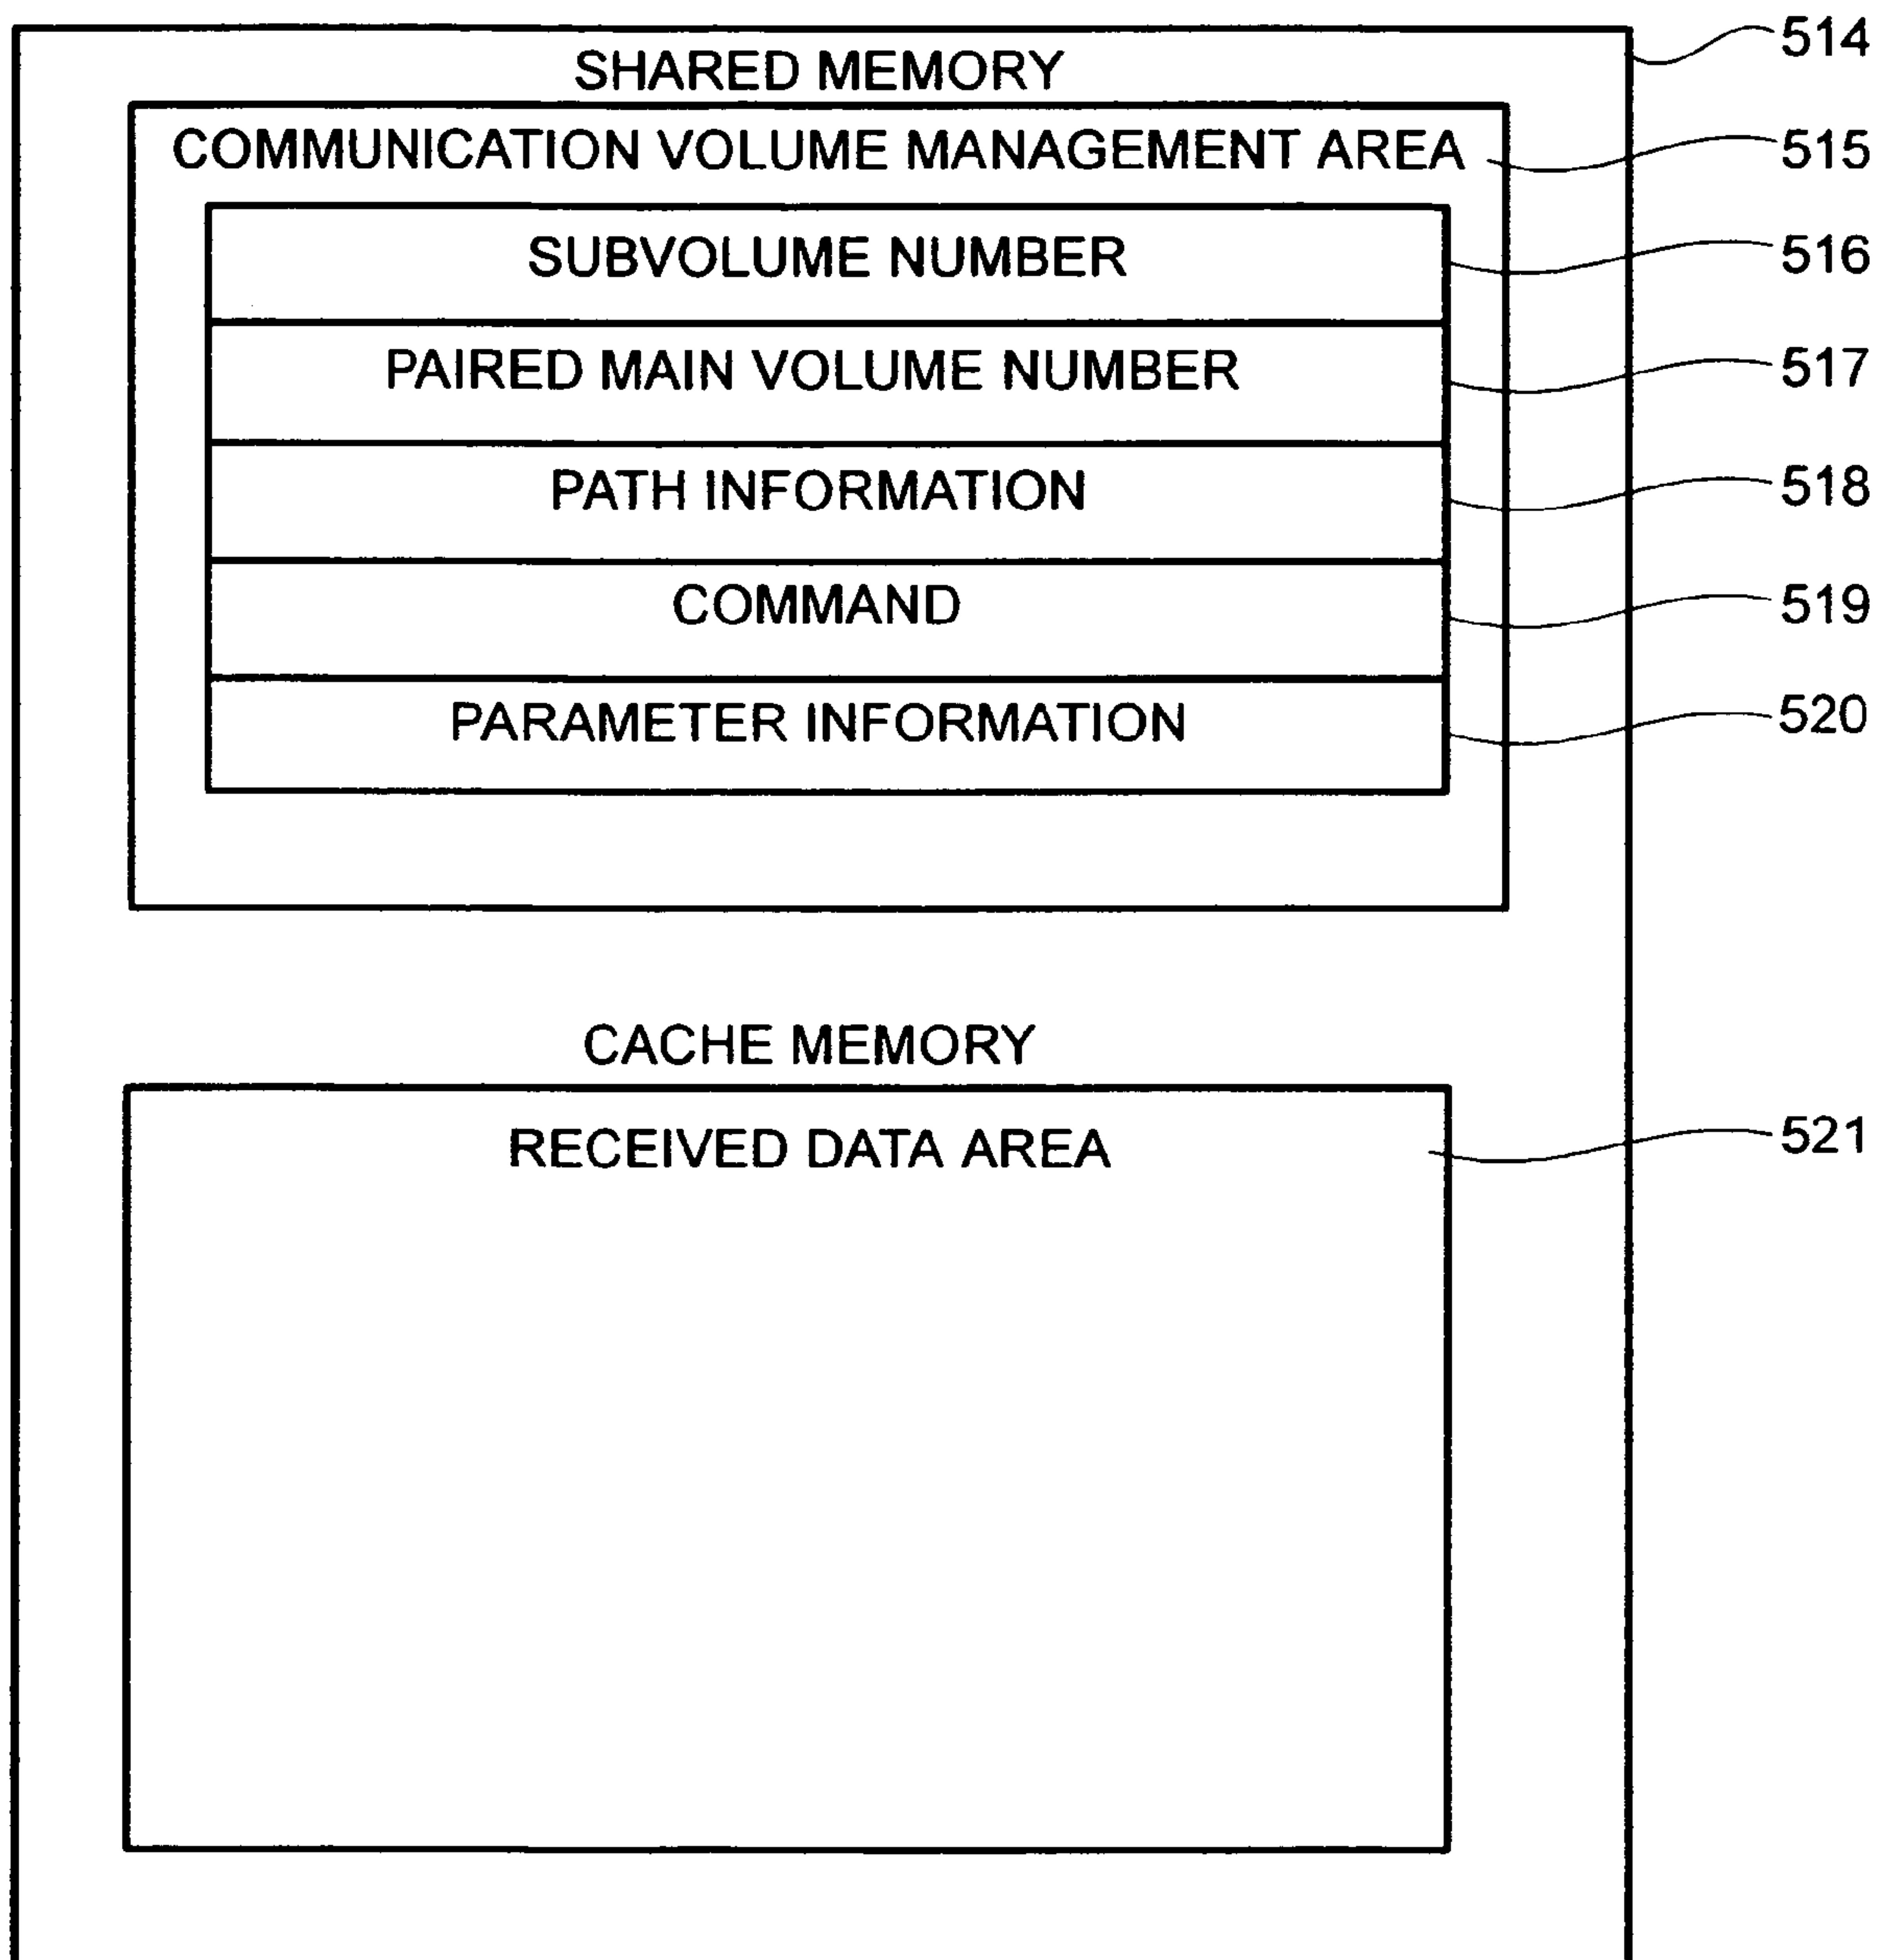 SHARED MEMORY
514
COMMUNICATION VOLUME MANAGEMENT AREA
515
SUBVOLUME NUMBER
516
PAIRED MAIN VOLUME NUMBER
517
PATH INFORMATION
518
COMMAND
519
PARAMETER INFORMATION
520
CACHE MEMORY
RECEIVED DATA AREA
521